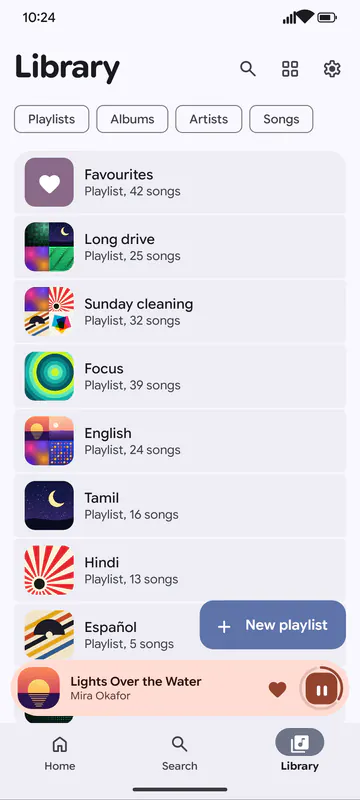 10:24
Library
Playlists
Albums
Artists
Songs
Favourites
Playlist, 42 songs
Long drive
Playlist, 25 songs
Sunday cleaning
Playlist, 32 songs
Focus
Playlist, 39 songs
English
Playlist, 24 songs
Tamil
Playlist, 16 songs
Hindi
Playlist, 13 songs
Español
Playlist, 5 songs
+ New playlist
Lights Over the Water
Mira Okafor
Home
Search
Library